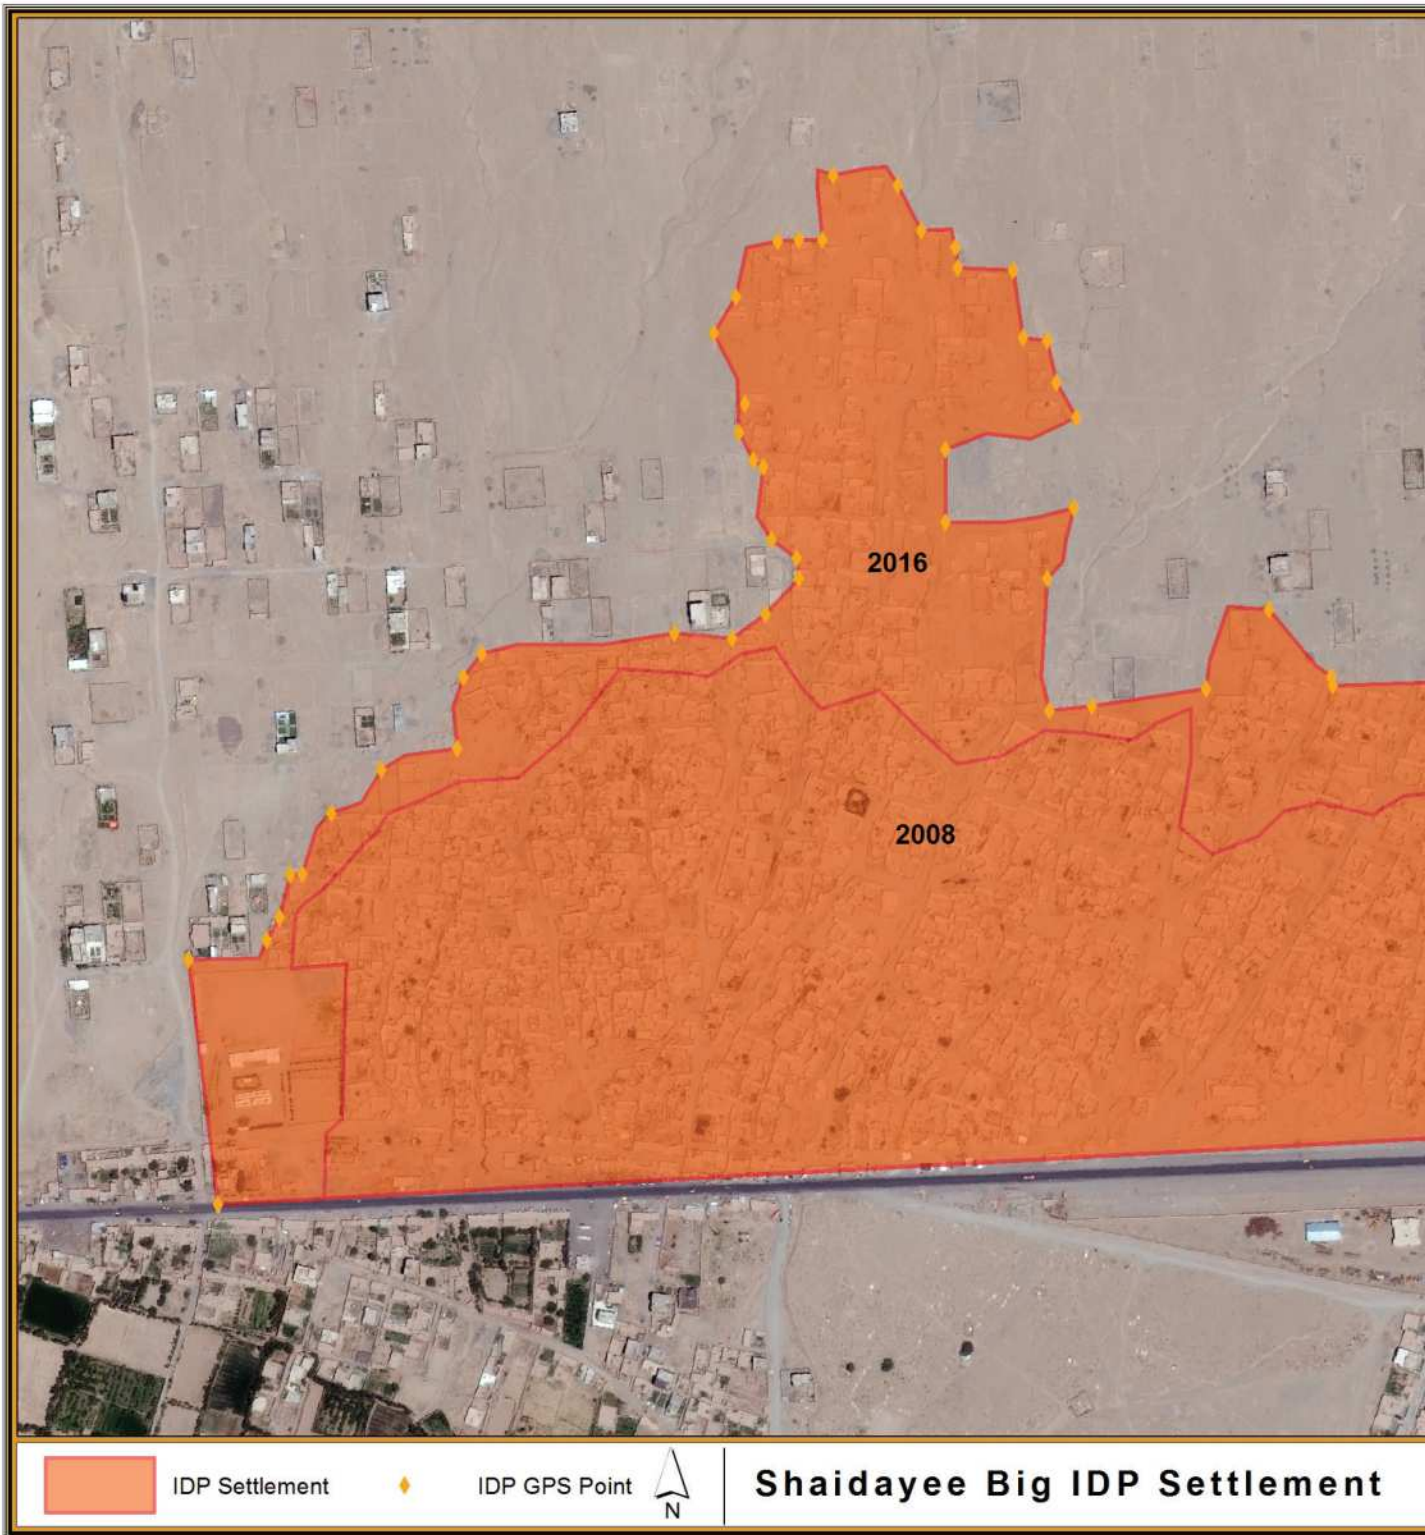 2016
2008
IDP Settlement
IDP GPS Point
N
Shaidayee Big IDP Settlement